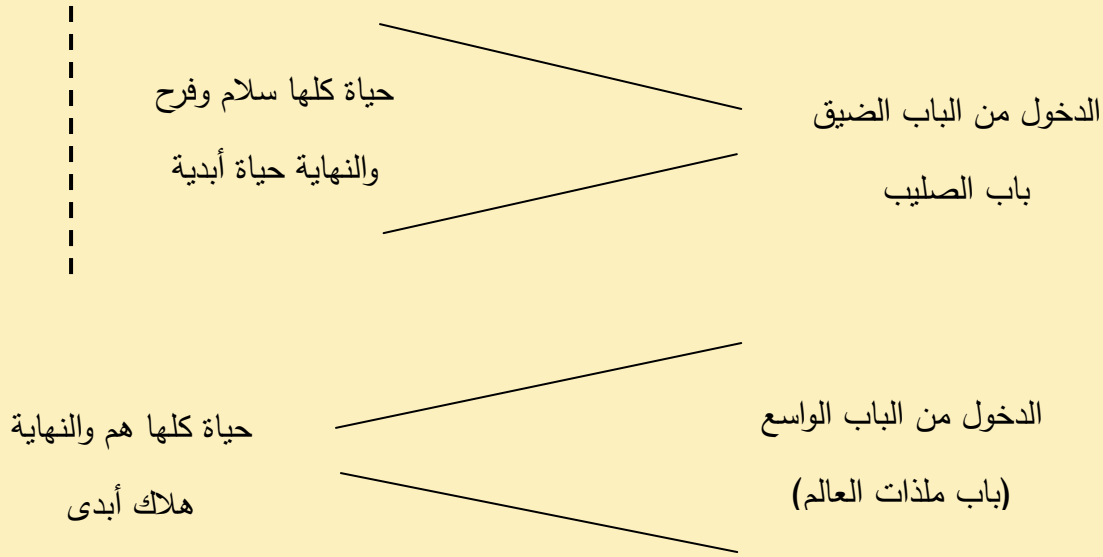 الدخول من الباب الضيق
باب الصليب
حياة كلها سلام وفرح
والنهاية حياة أبدية
الدخول من الباب الواسع
(باب ملذات العالم)
حياة كلها هم والنهاية
هلاك أبدى